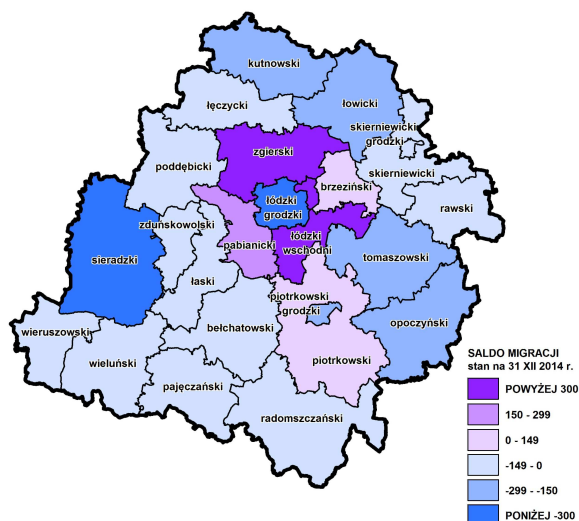 kutnowski
łęczycki
łowicki
skierniewicki
grodzki
zgierski
poddębicki
brzeziński
skierniewicki
łódzki
grodzki
rawski
zduńskowolski
pabianicki
łódzki
wschodni
sieradzki
tomaszowski
łaski
piotrkowski
grodzki
wieruszowski
bełchatowski
opoczyński
wieluński
piotrkowski
pajęczański
radomszczański
SALDO MIGRACJI
stan na 31 XII 2014 r.
POWYŻEJ 300
150 - 299
0 - 149
-149 - 0
-299 - -150
PONIŻEJ -300